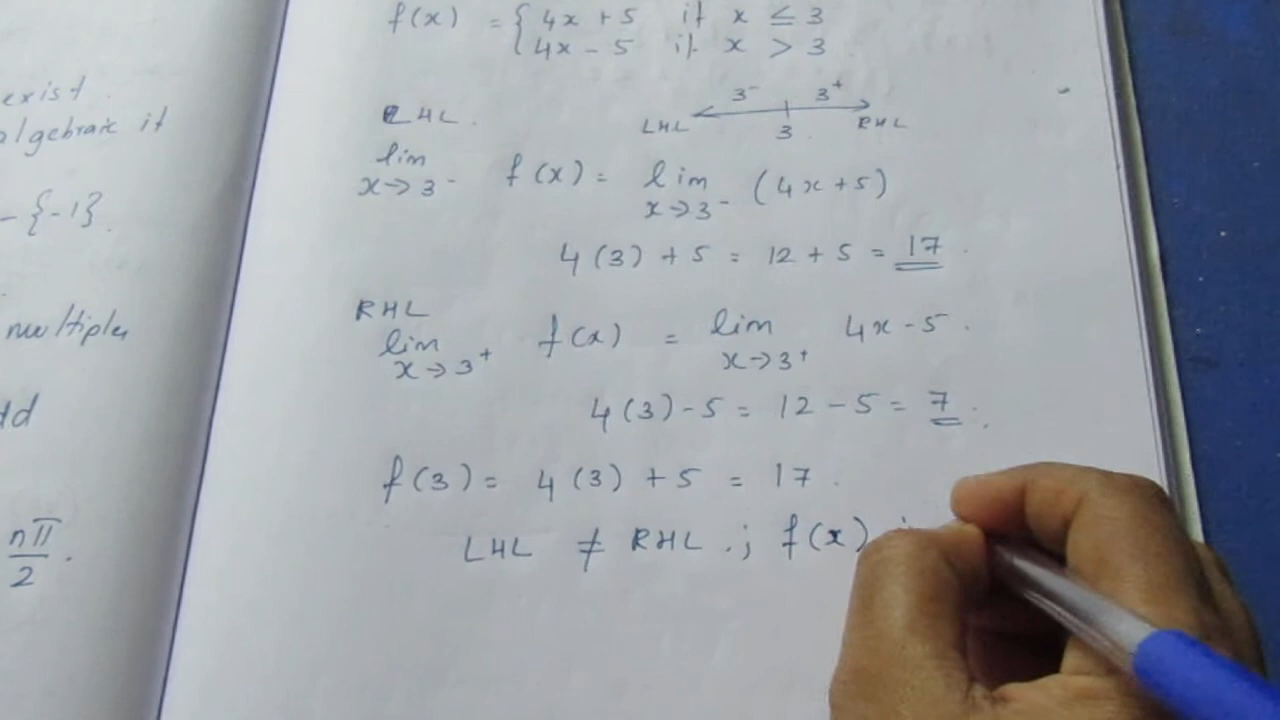 exist.
algebraic if
- {-1}.
multiple
nπ/2.
f(x) = { 4x + 5 if x ≤ 3
4x - 5 if x > 3
LHL.
3⁻ 3⁺
LHL 3 RHL
lim x→3⁻ f(x) = lim x→3⁻ (4x+5)
4(3) + 5 = 12 + 5 = 17.
RHL
lim x→3⁺ f(x) = lim x→3⁺ 4x - 5.
4(3) - 5 = 12 - 5 = 7.
f(3) = 4(3) + 5 = 17.
LHL ≠ RHL .; f(x)